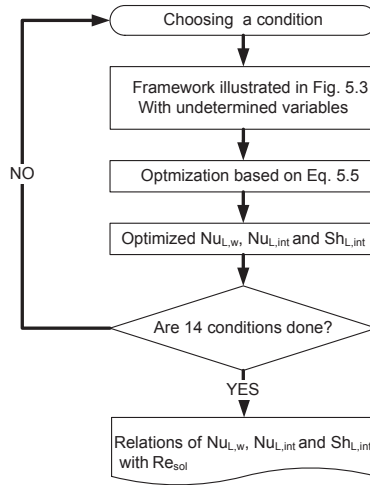 Choosing a condition
Framework illustrated in Fig. 5.3
With undetermined variables
NO
Optmization based on Eq. 5.5
Optimized Nu_L,w, Nu_L,int and Sh_L,int
Are 14 conditions done?
YES
Relations of Nu_L,w, Nu_L,int and Sh_L,int
with Re_sol